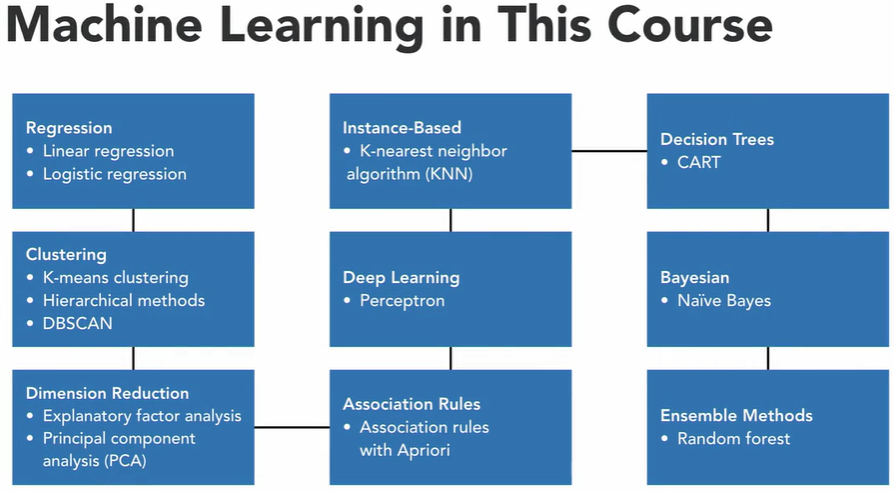 Machine Learning in This Course
Regression
• Linear regression
• Logistic regression
Clustering
• K-means clustering
• Hierarchical methods
• DBSCAN
Dimension Reduction
• Explanatory factor analysis
• Principal component
analysis (PCA)
Instance-Based
• K-nearest neighbor
algorithm (KNN)
Deep Learning
• Perceptron
Association Rules
• Association rules
with Apriori
Decision Trees
• CART
Bayesian
• Naïve Bayes
Ensemble Methods
• Random forest